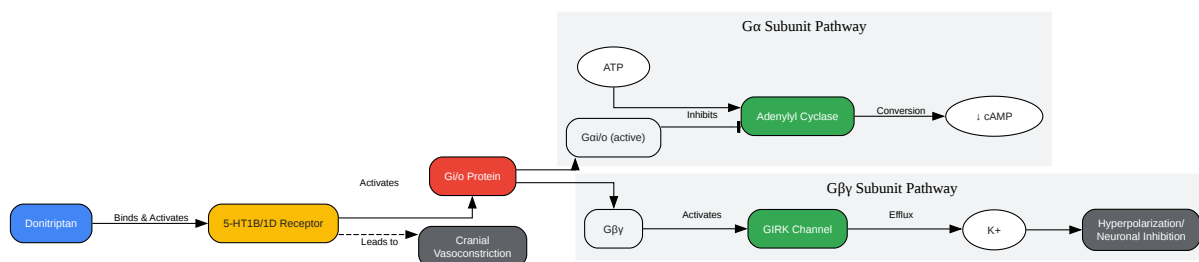 Gα Subunit Pathway
ATP
Inhibits
Adenylyl Cyclase
Conversion
↓ cAMP
Gαi/o (active)
Gi/o Protein
Activates
Donitriptan
Binds & Activates
5-HT1B/1D Receptor
Leads to
Cranial
Vasoconstriction
Gβγ Subunit Pathway
Gβγ
Activates
GIRK Channel
Efflux
K+
Hyperpolarization/
Neuronal Inhibition